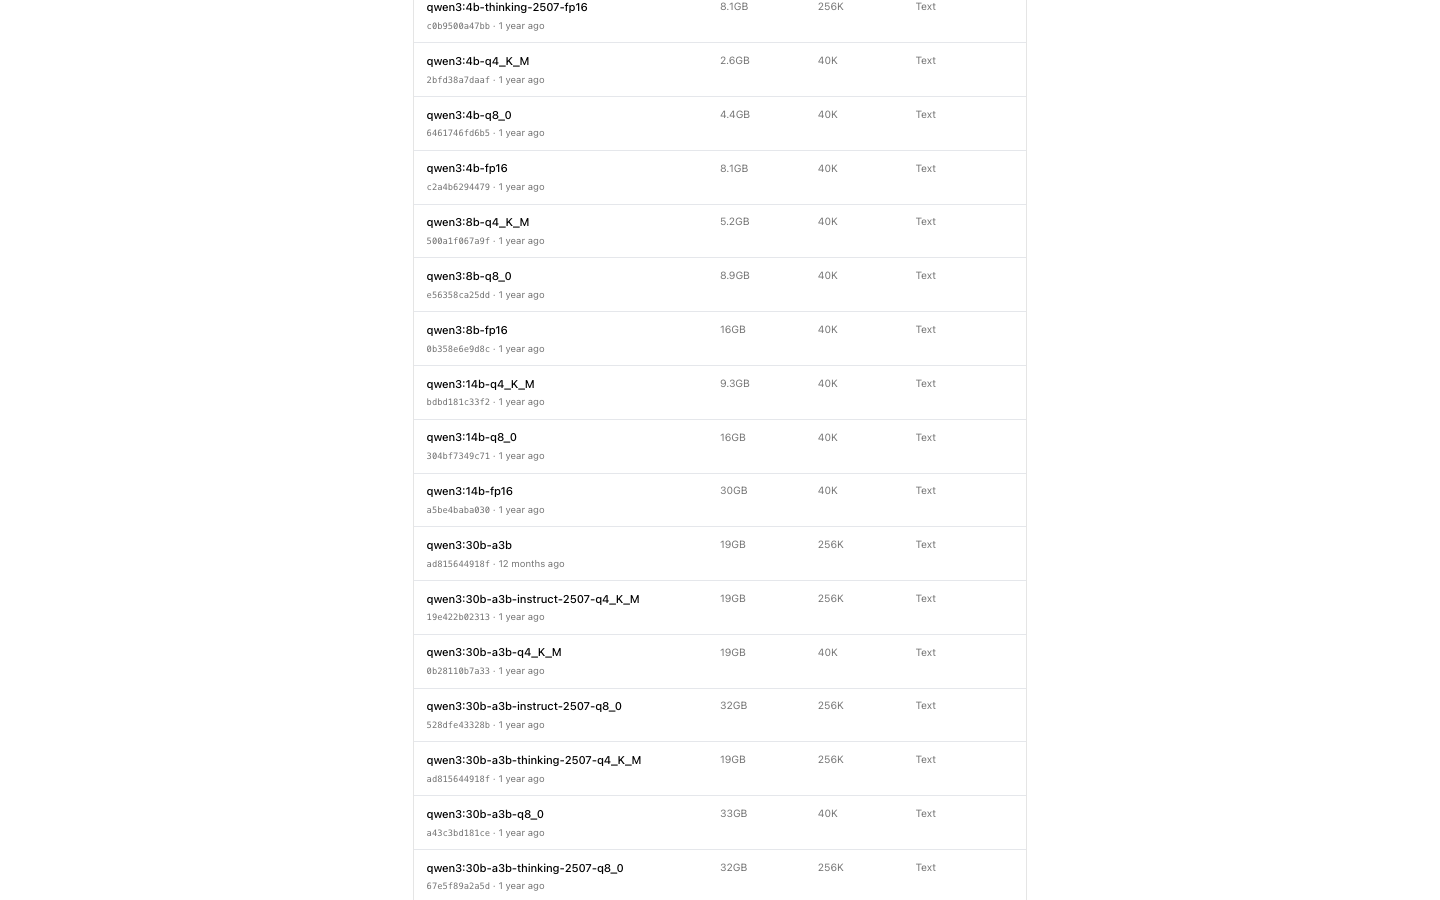 qwen3:4b-thinking-2507-fp16 8.1GB 256K Text
c0b9500a47bb · 1 year ago
qwen3:4b-q4_K_M 2.6GB 40K Text
2bfd38a7daaf · 1 year ago
qwen3:4b-q8_0 4.4GB 40K Text
6461746fd6b5 · 1 year ago
qwen3:4b-fp16 8.1GB 40K Text
c2a4b6294479 · 1 year ago
qwen3:8b-q4_K_M 5.2GB 40K Text
500a1f067a9f · 1 year ago
qwen3:8b-q8_0 8.9GB 40K Text
e56358ca25dd · 1 year ago
qwen3:8b-fp16 16GB 40K Text
0b358e6e9d8c · 1 year ago
qwen3:14b-q4_K_M 9.3GB 40K Text
bdbd181c33f2 · 1 year ago
qwen3:14b-q8_0 16GB 40K Text
304bf7349c71 · 1 year ago
qwen3:14b-fp16 30GB 40K Text
a5be4baba030 · 1 year ago
qwen3:30b-a3b 19GB 256K Text
ad815644918f · 12 months ago
qwen3:30b-a3b-instruct-2507-q4_K_M 19GB 256K Text
19e422b02313 · 1 year ago
qwen3:30b-a3b-q4_K_M 19GB 40K Text
0b28110b7a33 · 1 year ago
qwen3:30b-a3b-instruct-2507-q8_0 32GB 256K Text
528dfe43328b · 1 year ago
qwen3:30b-a3b-thinking-2507-q4_K_M 19GB 256K Text
ad815644918f · 1 year ago
qwen3:30b-a3b-q8_0 33GB 40K Text
a43c3bd181ce · 1 year ago
qwen3:30b-a3b-thinking-2507-q8_0 32GB 256K Text
67e5f89a2a5d · 1 year ago